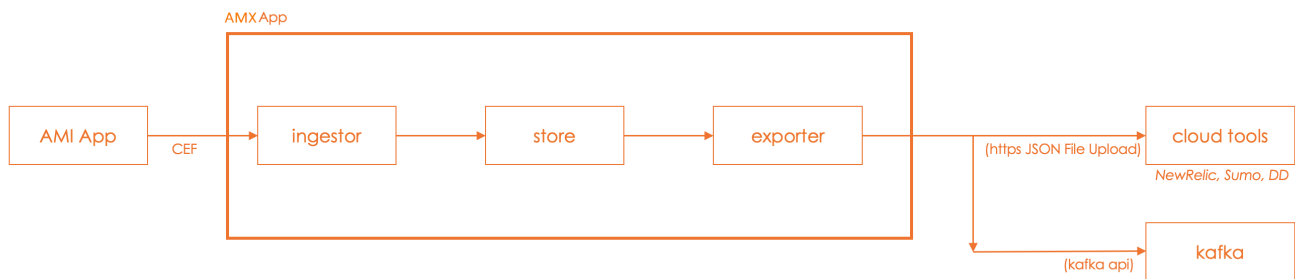 AMX App
AMI App
CEF
ingestor
store
exporter
(https JSON File Upload)
cloud tools
NewRelic, Sumo, DD
(kafka api)
kafka